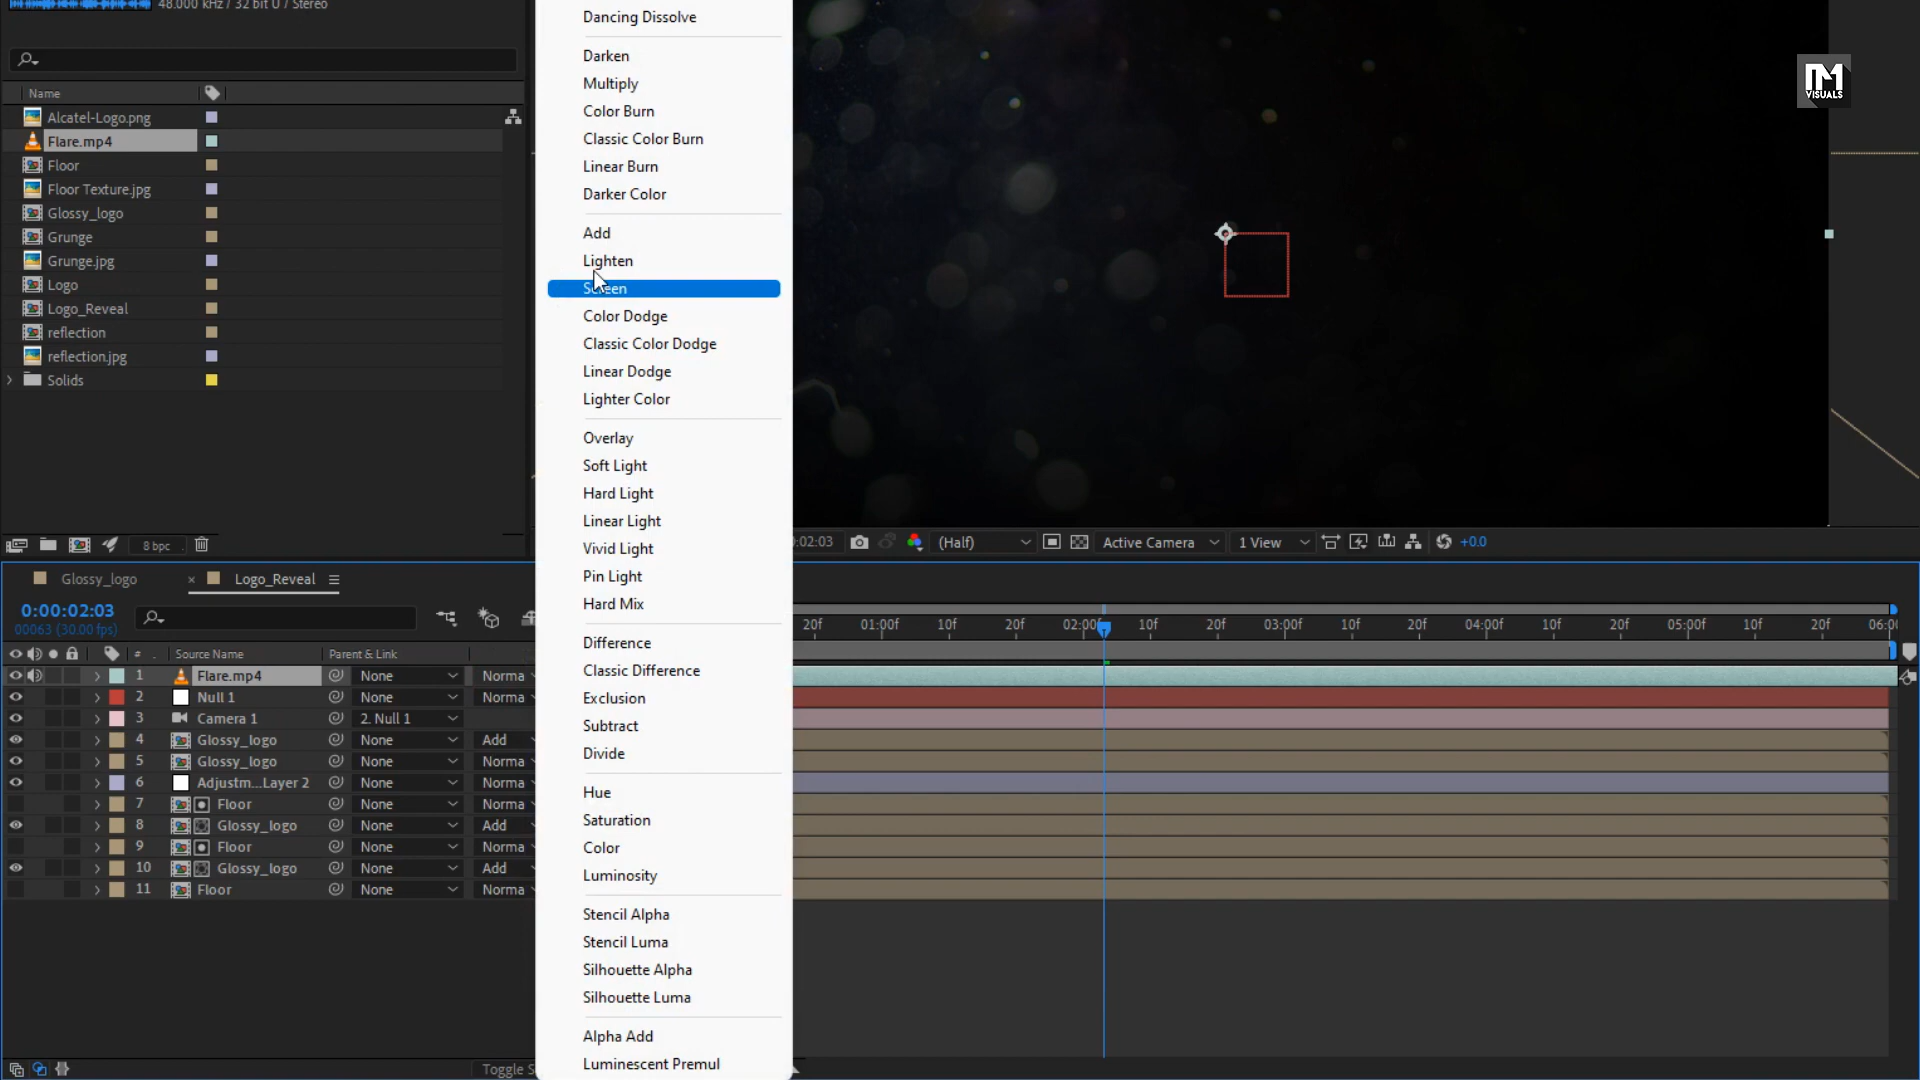 48.000 kHz / 32 bit U / Stereo
Name
Alcatel-Logo.png
Flare.mp4
Floor
Floor Texture.jpg
Glossy_logo
Grunge
Grunge.jpg
Logo
Logo_Reveal
reflection
reflection.jpg
Solids
8 bpc
Dancing Dissolve
Darken
Multiply
Color Burn
Classic Color Burn
Linear Burn
Darker Color
Add
Lighten
Screen
Color Dodge
Classic Color Dodge
Linear Dodge
Lighter Color
Overlay
Soft Light
Hard Light
Linear Light
Vivid Light
Pin Light
Hard Mix
Difference
Classic Difference
Exclusion
Subtract
Divide
Hue
Saturation
Color
Luminosity
Stencil Alpha
Stencil Luma
Silhouette Alpha
Silhouette Luma
Alpha Add
Luminescent Premul
VISUALS
:02:03 (Half) Active Camera 1 View +0.0
Glossy_logo × Logo_Reveal
0:00:02:03
00063 (30.00 fps)
20f 01:00f 10f 20f 02:00f 10f 20f 03:00f 10f 20f 04:00f 10f 20f 05:00f 10f 20f 06:00
# Source Name Parent & Link
1 Flare.mp4 None Norma
2 Null 1 None Norma
3 Camera 1 2. Null 1
4 Glossy_logo None Add
5 Glossy_logo None Norma
6 Adjustm...Layer 2 None Norma
7 Floor None Norma
8 Glossy_logo None Add
9 Floor None Norma
10 Glossy_logo None Add
11 Floor None Norma
Toggle S